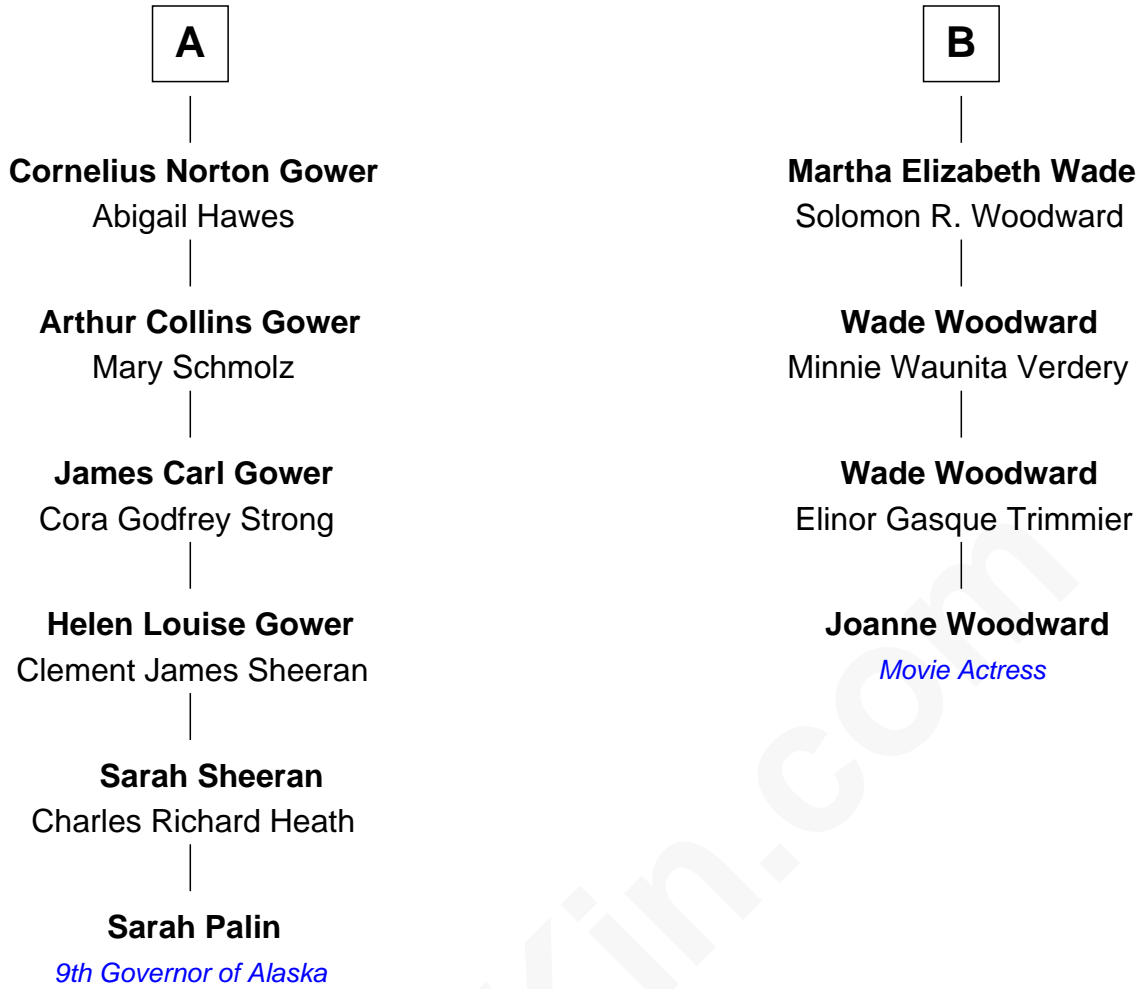 A
Cornelius Norton Gower
Abigail Hawes
Arthur Collins Gower
Mary Schmolz
James Carl Gower
Cora Godfrey Strong
Helen Louise Gower
Clement James Sheeran
Sarah Sheeran
Charles Richard Heath
Sarah Palin
9th Governor of Alaska
B
Martha Elizabeth Wade
Solomon R. Woodward
Wade Woodward
Minnie Waunita Verdery
Wade Woodward
Elinor Gasque Trimmier
Joanne Woodward
Movie Actress
Kin.com